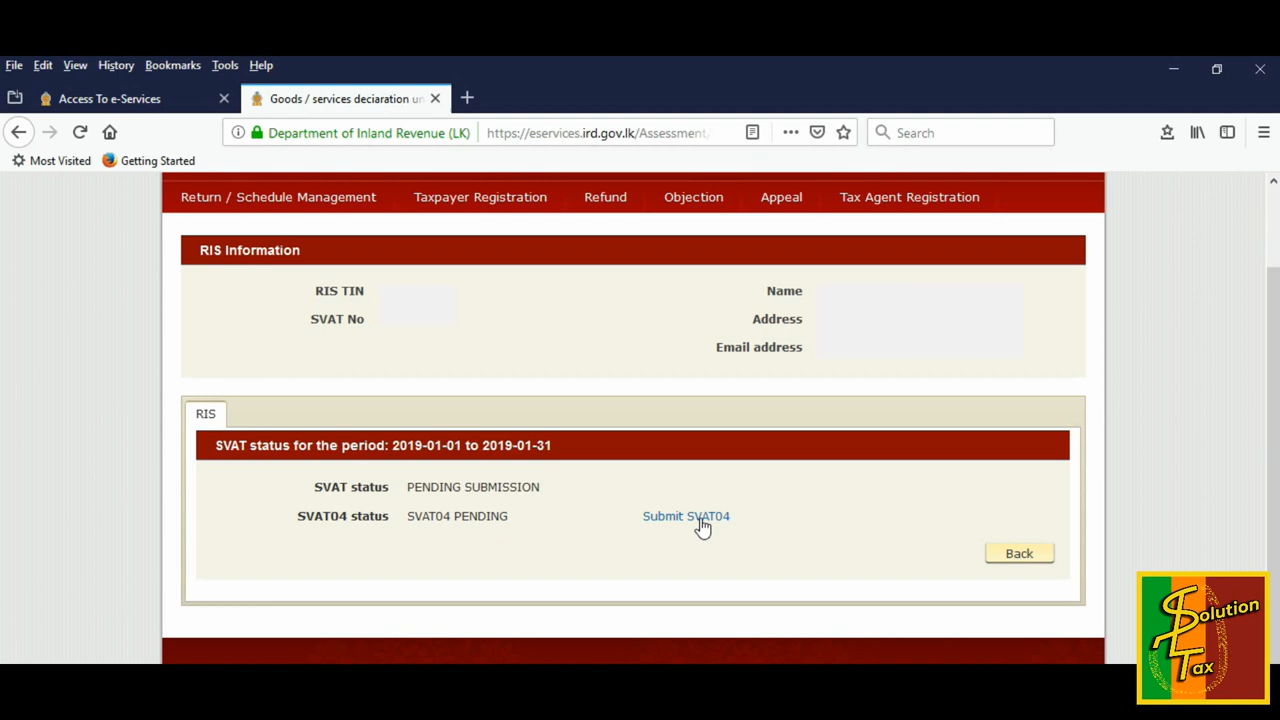 File Edit View History Bookmarks Tools Help
Access To e-Services
Goods / services declaration un
Department of Inland Revenue (LK) https://eservices.ird.gov.lk/Assessment, Search
Most Visited Getting Started
Return / Schedule Management Taxpayer Registration Refund Objection Appeal Tax Agent Registration
RIS Information
RIS TIN Name
SVAT No Address
Email address
RIS
SVAT status for the period: 2019-01-01 to 2019-01-31
SVAT status PENDING SUBMISSION
SVAT04 status SVAT04 PENDING Submit SVAT04
Back
Solution
Tax